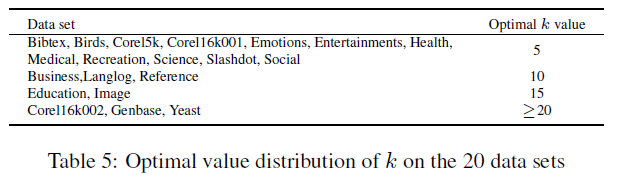 Data set Optimal k value
Bibtex, Birds, Corel5k, Corel16k001, Emotions, Entertainments, Health,
Medical, Recreation, Science, Slashdot, Social 5
Business,Langlog, Reference 10
Education, Image 15
Corel16k002, Genbase, Yeast ≥20
Table 5: Optimal value distribution of k on the 20 data sets